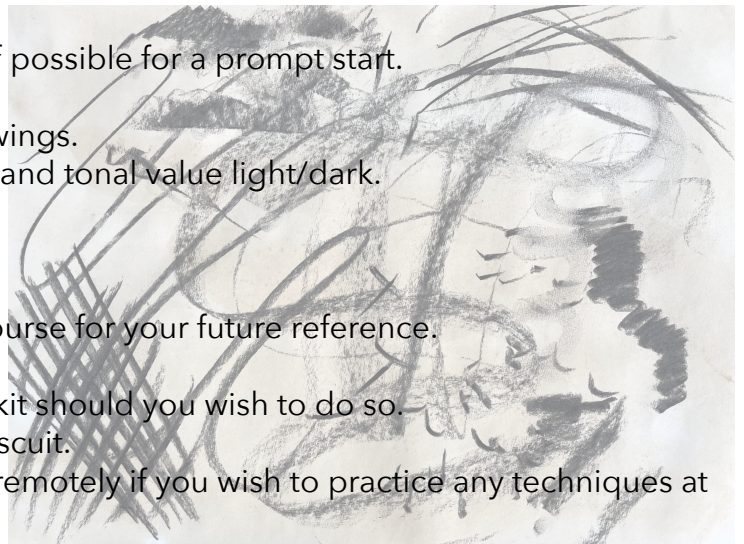 f possible for a prompt start.
wings.
and tonal value light/dark.
ourse for your future reference.
kit should you wish to do so.
scuit.
remotely if you wish to practice any techniques at